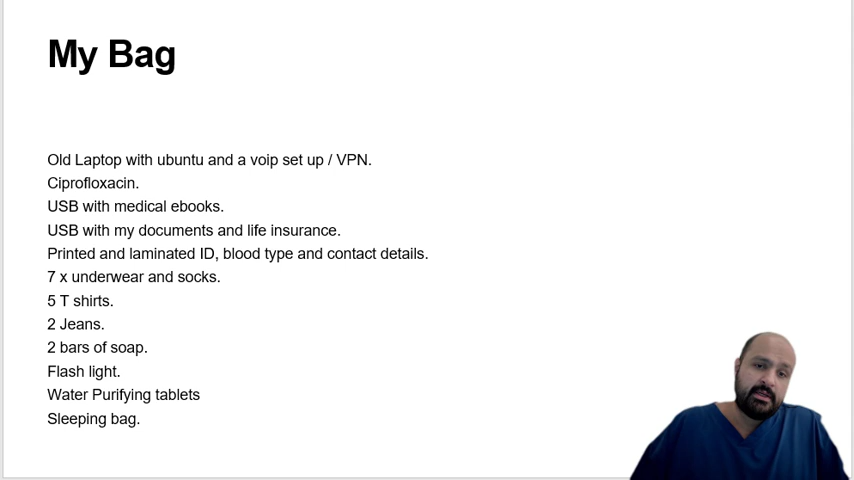 My Bag
Old Laptop with ubuntu and a voip set up / VPN.
Ciprofloxacin.
USB with medical ebooks.
USB with my documents and life insurance.
Printed and laminated ID, blood type and contact details.
7 x underwear and socks.
5 T shirts.
2 Jeans.
2 bars of soap.
Flash light.
Water Purifying tablets
Sleeping bag.